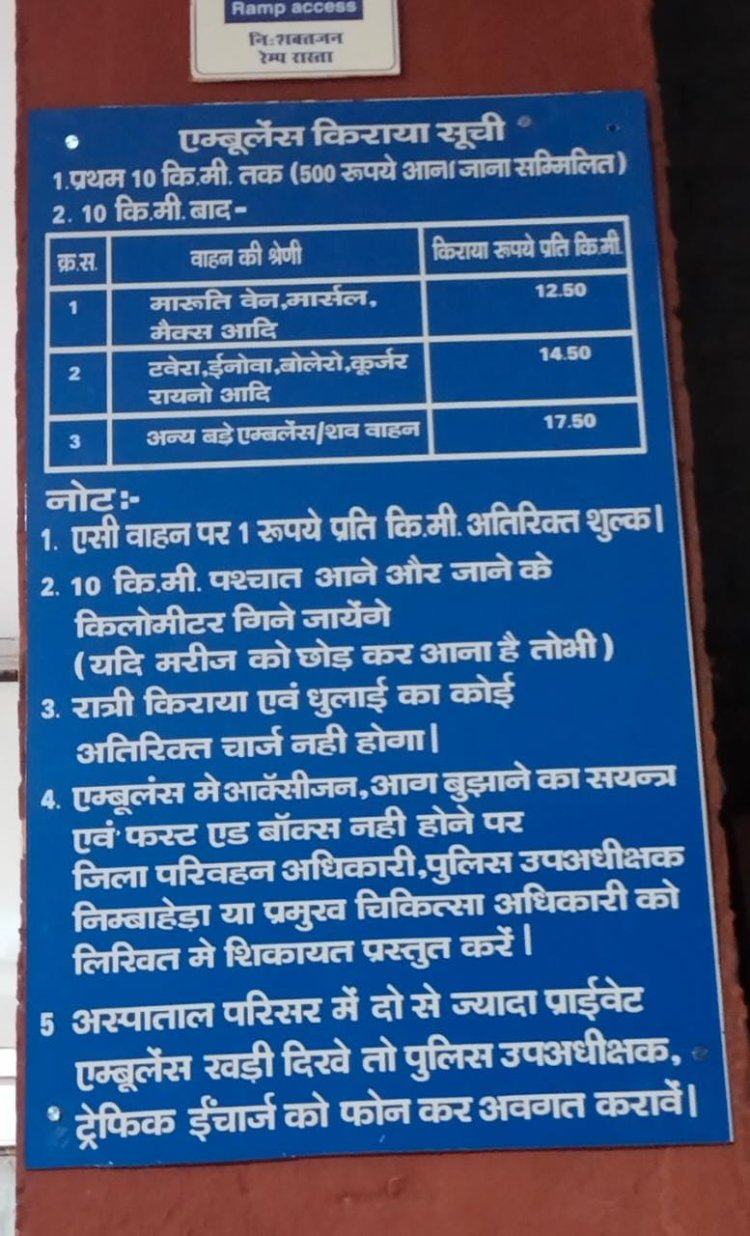 Ramp access
नि:शक्तजन
रेम्प रास्ता
एम्बूलेंस किराया सूची
1.प्रथम 10 कि.मी. तक (500 रूपये आना जाना सम्मिलित)
2. 10 कि.मी. बाद-
क्र.स. वाहन की श्रेणी किराया रूपये प्रति कि.मी.
1 मारूति वेन,मार्सल, 12.50
मैक्स आदि
2 टवेरा,ईनोवा,बोलेरो,कूर्जर 14.50
रायनो आदि
3 अन्य बडे एम्बलेंस/शव वाहन 17.50
नोट:-
1. एसी वाहन पर 1 रूपये प्रति कि.मी. अतिरिक्त शुल्क।
2. 10 कि.मी. पश्चात आने और जाने के
किलोमीटर गिने जायेंगे
(यदि मरीज को छोड़ कर आना है तोभी)
3. रात्री किराया एवं धुलाई का कोई
अतिरिक्त चार्ज नही होगा।
4. एम्बूलंस मे आक्ॅसीजन,आग बुझाने का सयन्त्र
एवं फस्ट एड बॉक्स नही होने पर
जिला परिवहन अधिकारी,पुलिस उपअधीक्षक
निम्बाहेड़ा या प्रमुख चिकित्सा अधिकारी को
लिखित मे शिकायत प्रस्तुत करें।
5 अस्पाताल परिसर में दो से ज्यादा प्राईवेट
एम्बूलेंस खड़ी दिखे तो पुलिस उपअधीक्षक,
ट्रेफिक ईंचार्ज को फोन कर अवगत करावें।